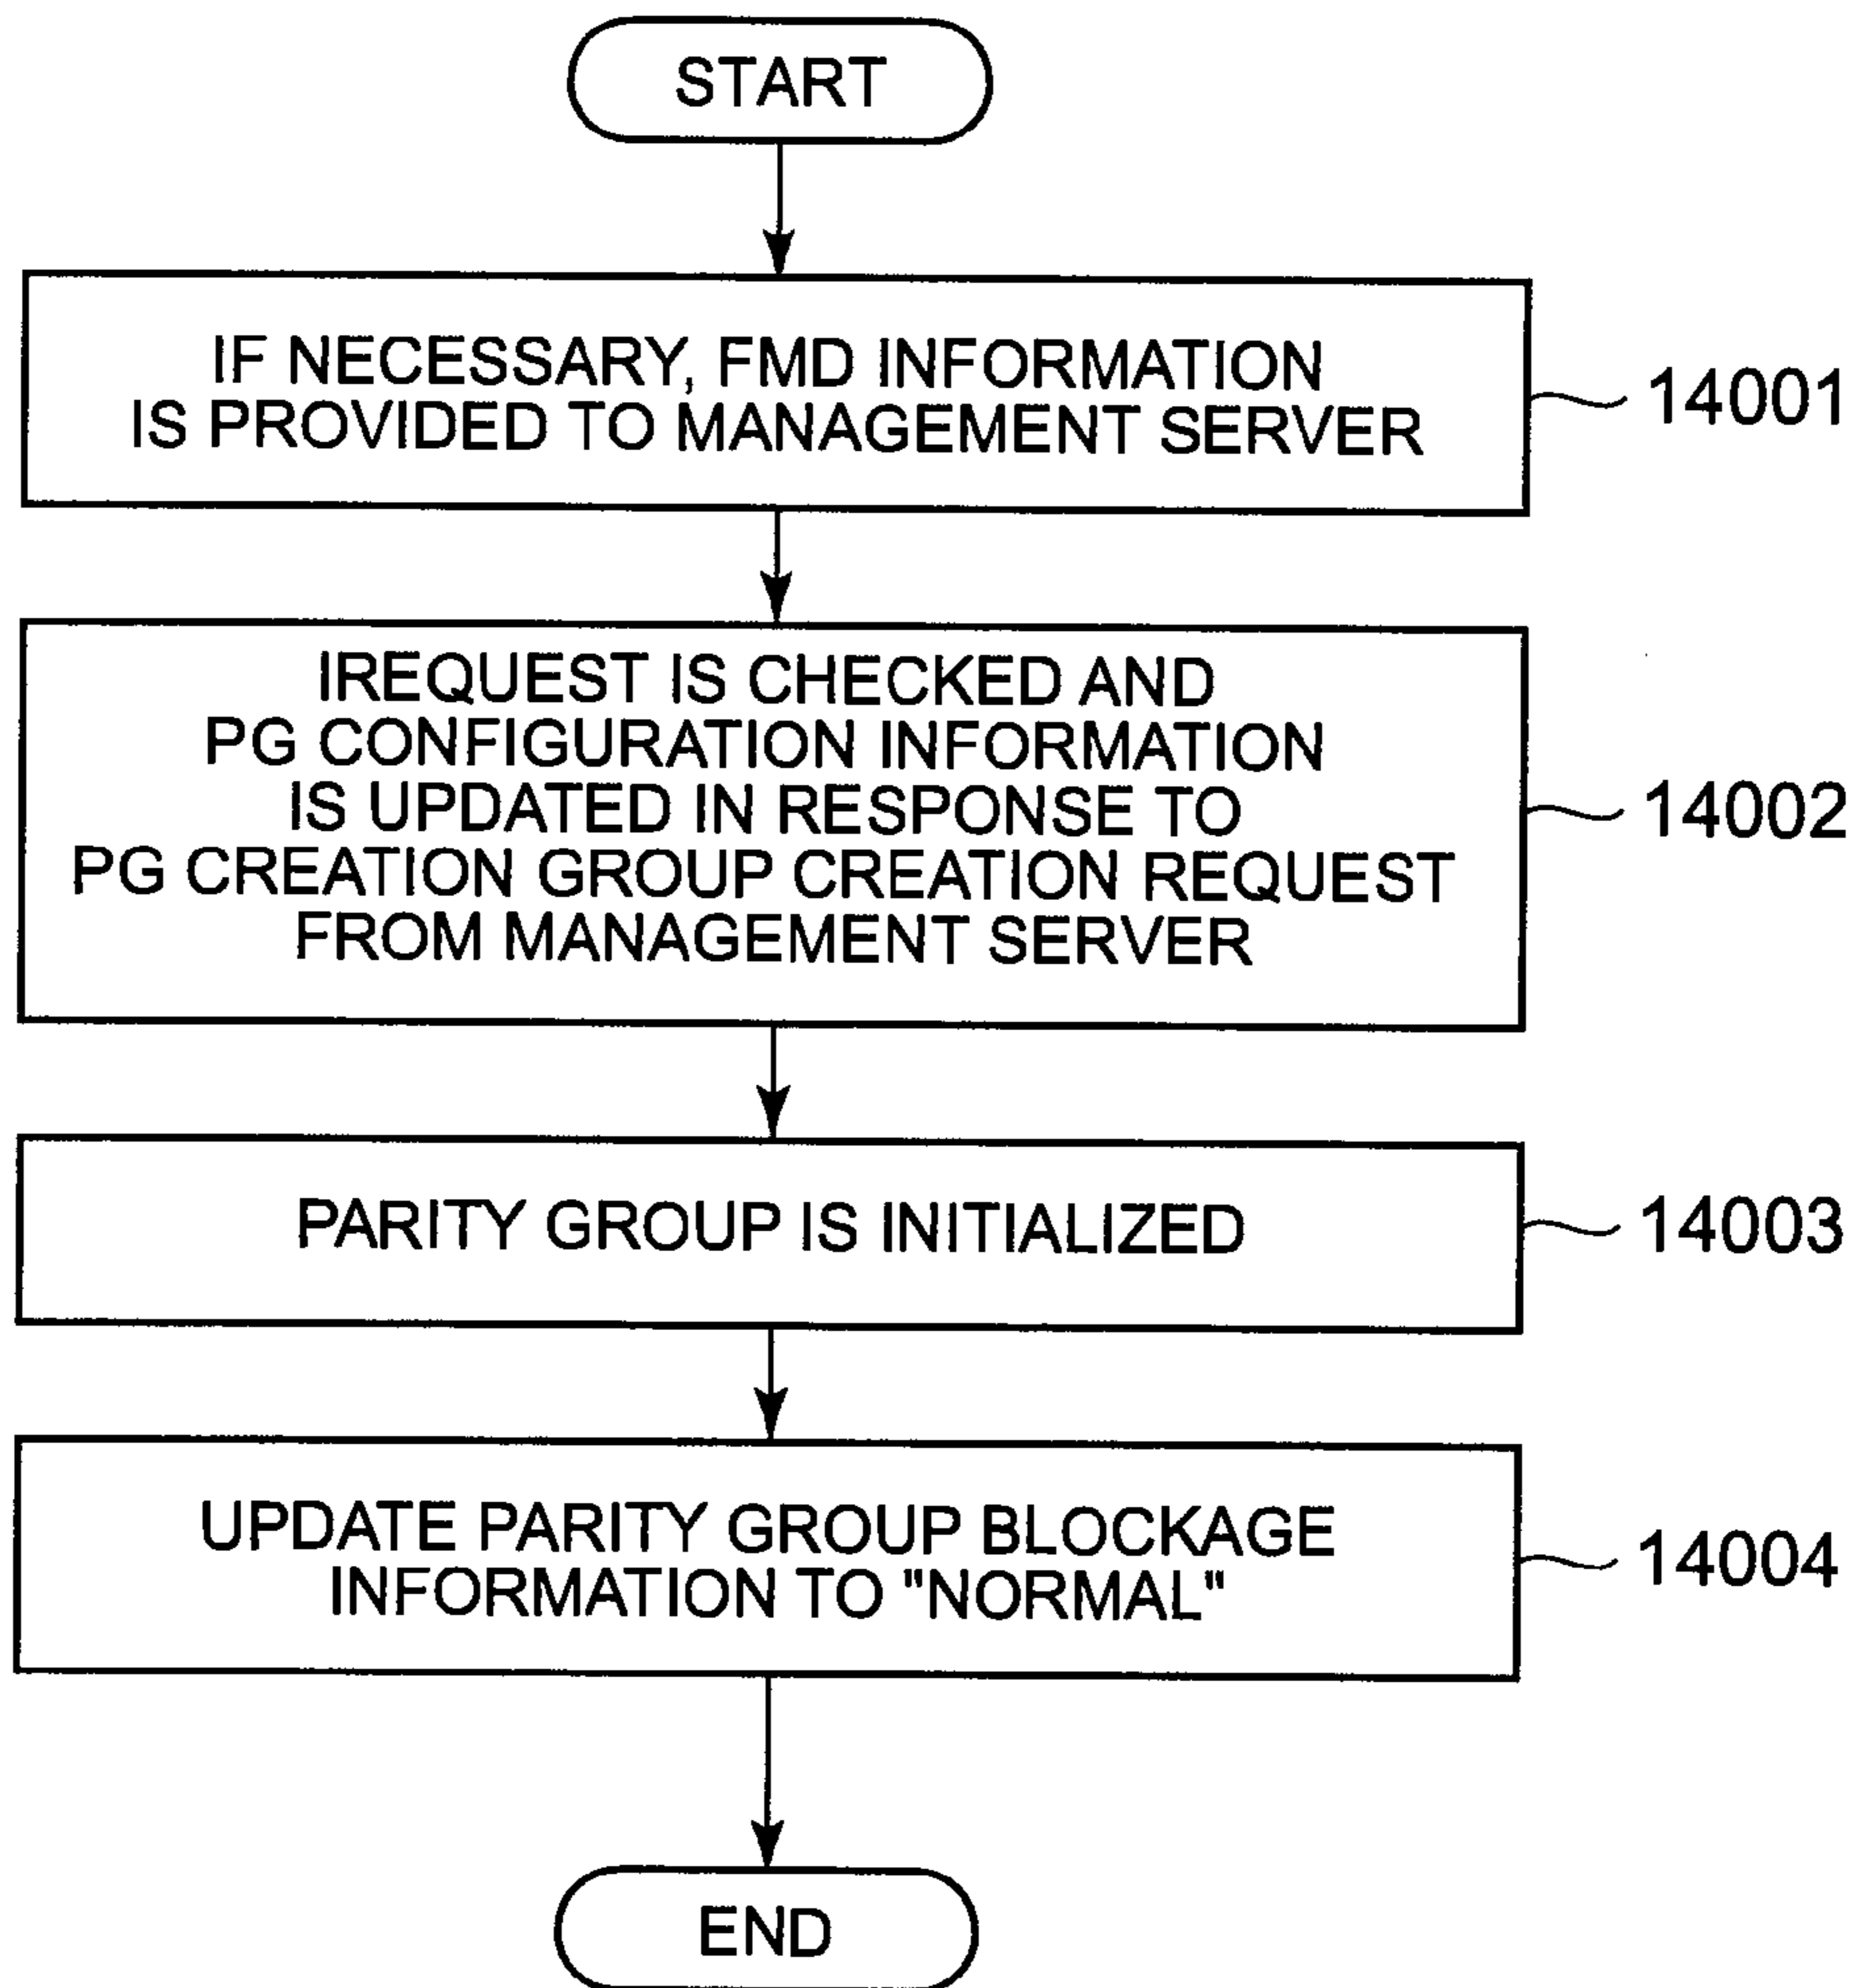 START
IF NECESSARY, FMD INFORMATION
IS PROVIDED TO MANAGEMENT SERVER
14001
IREQUEST IS CHECKED AND
PG CONFIGURATION INFORMATION
IS UPDATED IN RESPONSE TO
PG CREATION GROUP CREATION REQUEST
FROM MANAGEMENT SERVER
14002
PARITY GROUP IS INITIALIZED
14003
UPDATE PARITY GROUP BLOCKAGE
INFORMATION TO "NORMAL"
14004
END